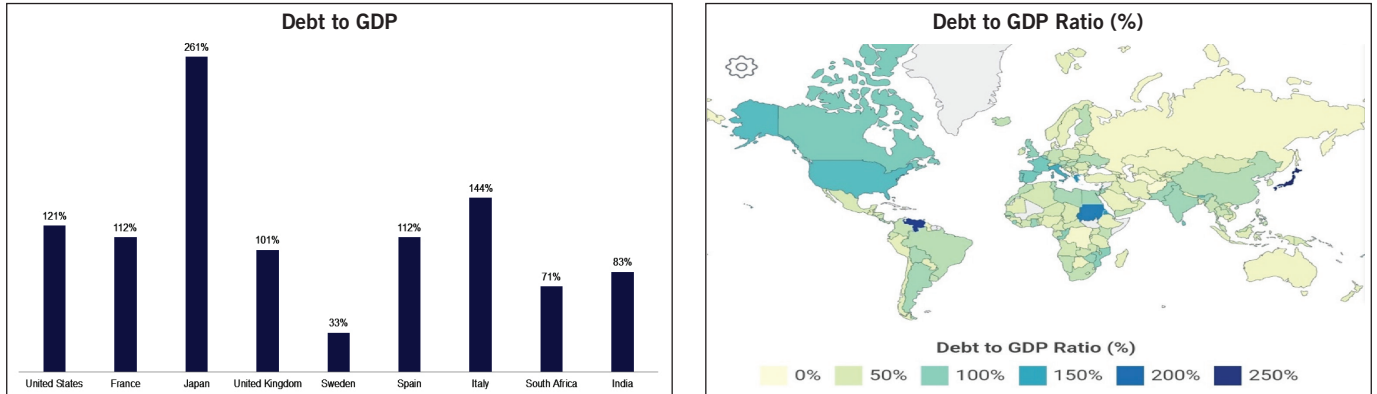 Debt to GDP
261%
144%
121%
112%
112%
101%
83%
71%
33%
United States France Japan United Kingdom Sweden Spain Italy South Africa India
Debt to GDP Ratio (%)
Debt to GDP Ratio (%)
0% 50% 100% 150% 200% 250%